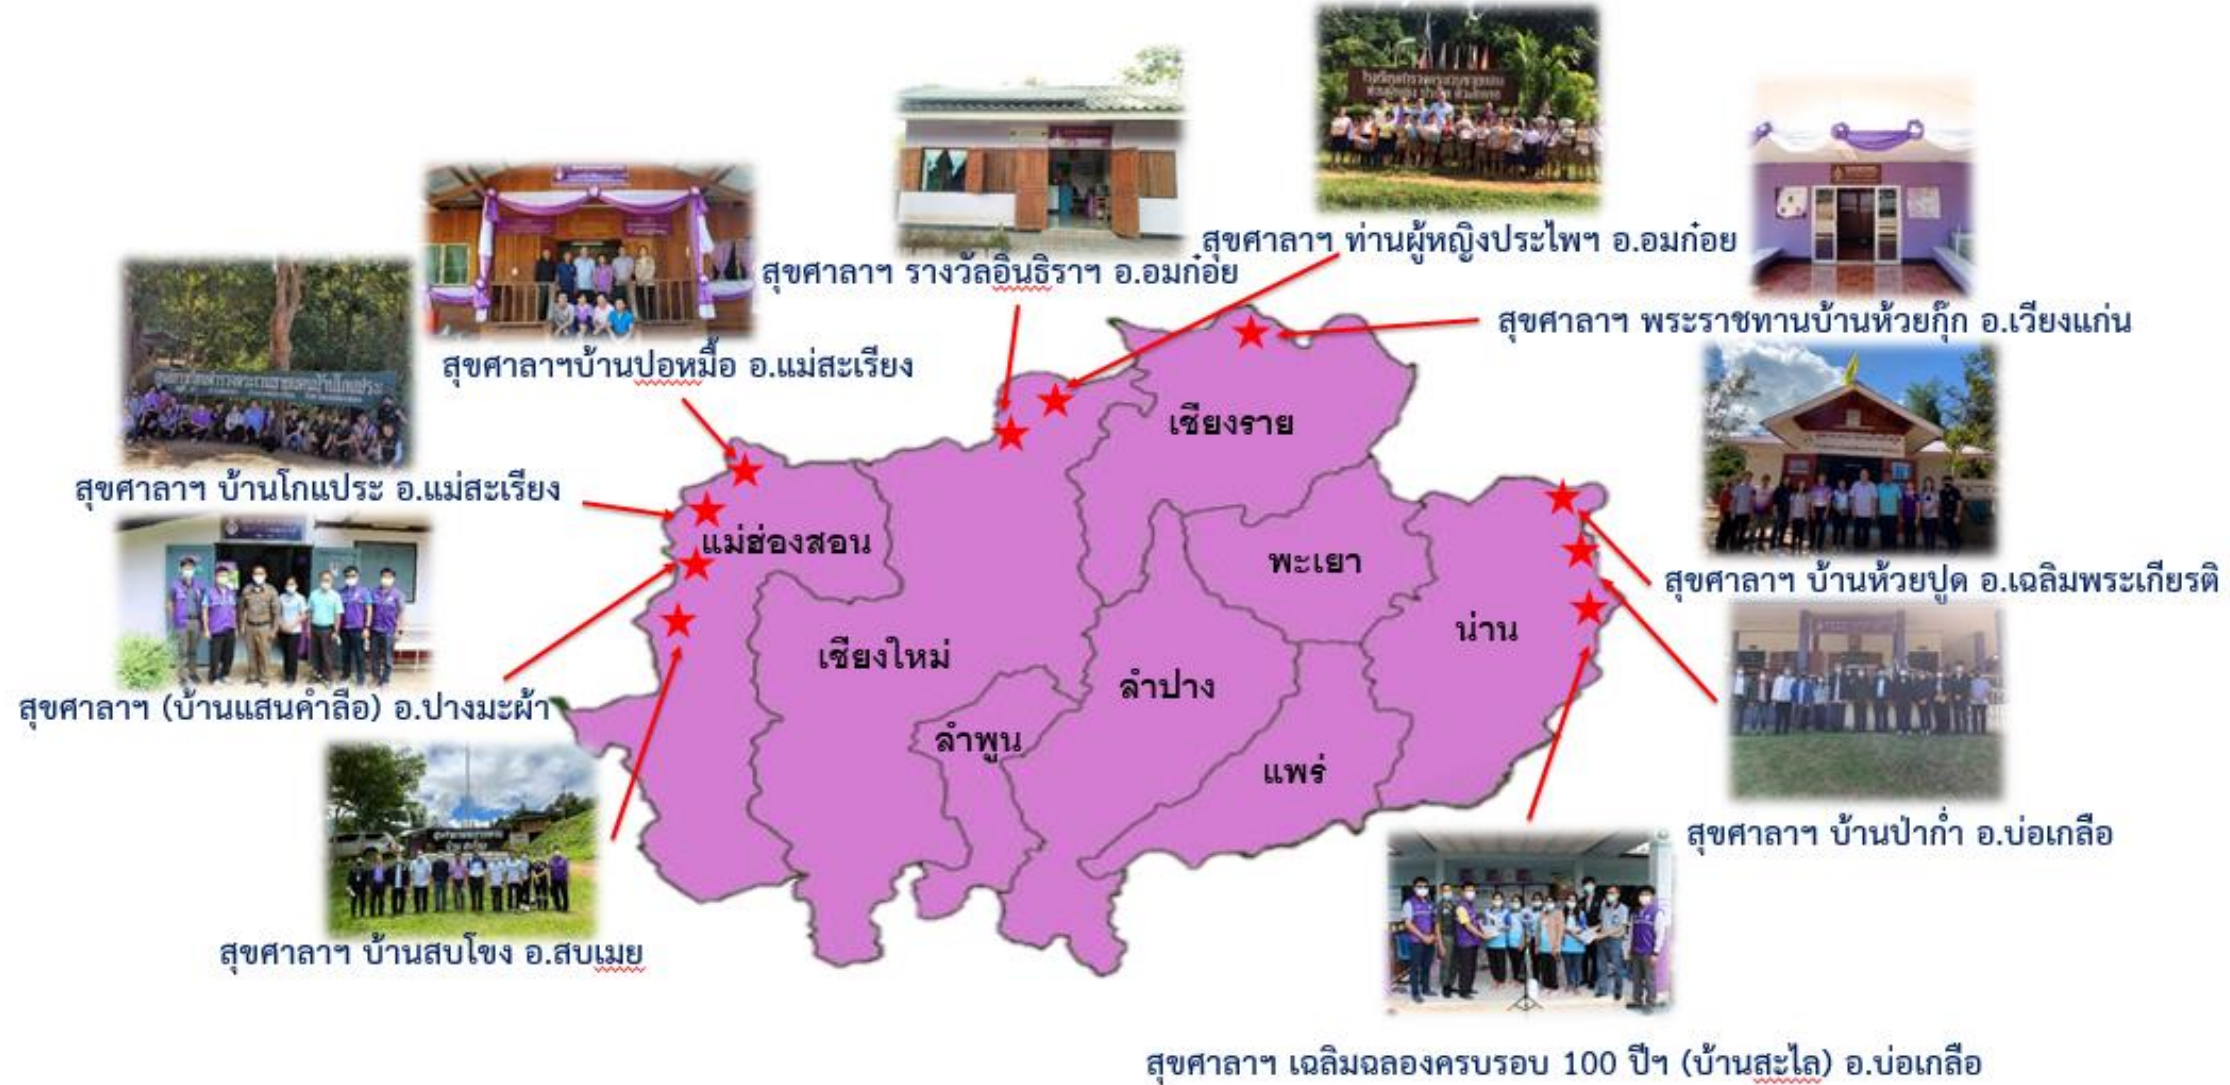 สุขศาลาฯ ท่านผู้หญิงประไพฯ อ.อมก๋อย
สุขศาลาฯ รางวัลอินธิราฯ อ.อมก๋อย
สุขศาลาฯ พระราชทานบ้านห้วยกุ๊ก อ.เวียงแก่น
สุขศาลาฯบ้านปอหมื้อ อ.แม่สะเรียง
เชียงราย
สุขศาลาฯ บ้านโกแประ อ.แม่สะเรียง
แม่ฮ่องสอน
พะเยา
สุขศาลาฯ บ้านห้วยปูด อ.เฉลิมพระเกียรติ
น่าน
เชียงใหม่
ลำปาง
สุขศาลาฯ (บ้านแสนคำลือ) อ.ปางมะผ้า
ลำพูน
แพร่
สุขศาลาฯ บ้านป่าก๋ำ อ.บ่อเกลือ
สุขศาลาฯ บ้านสบโขง อ.สบเมย
สุขศาลาฯ เฉลิมฉลองครบรอบ 100 ปีฯ (บ้านสะไล) อ.บ่อเกลือ